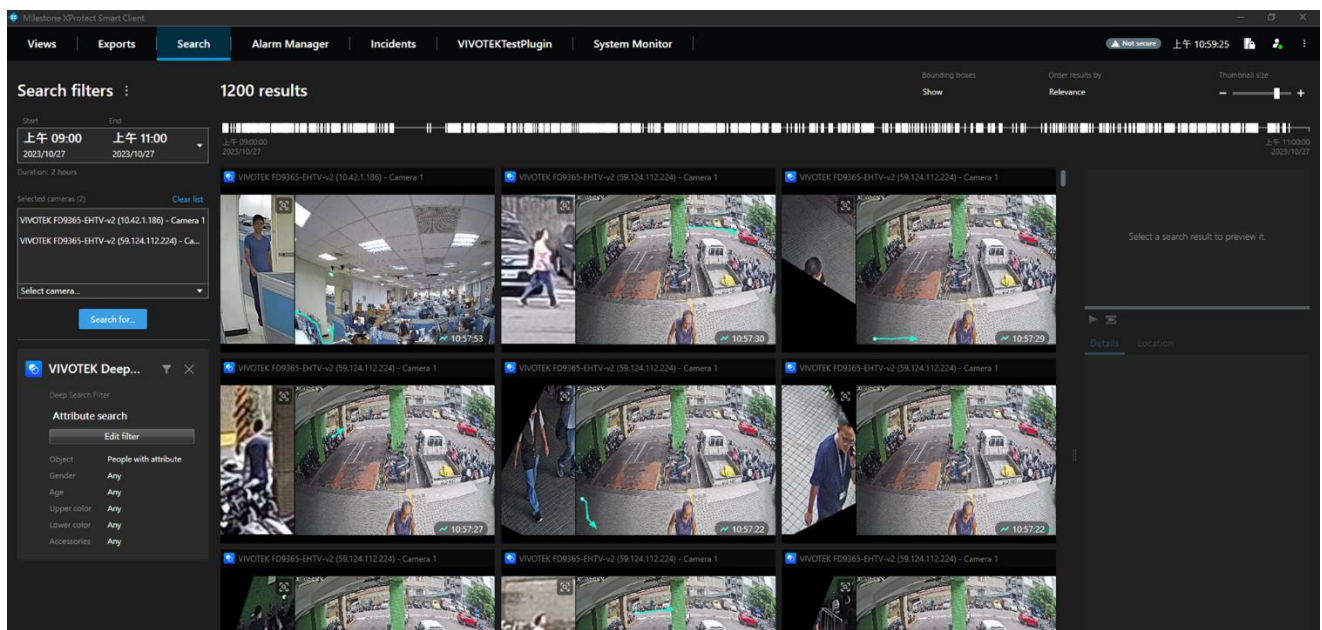 Milestone XProtect Smart Client
Views Exports Search Alarm Manager Incidents VIVOTEKTestPlugin System Monitor
Not secure 上午 10:59:25
Search filters
1200 results
Bounding boxes Order results by Thumbnail size
Show Relevance
Start End
上午 09:00 上午 11:00
2023/10/27 2023/10/27
Duration: 2 hours
上午 09:00:00 上午 11:00:00
2023/10/27 2023/10/27
Selected cameras (2) Clear list
VIVOTEK FD9365-EHTV-v2 (10.42.1.186) - Camera 1
VIVOTEK FD9365-EHTV-v2 (59.124.112.224) - Ca...
Select camera...
Search for...
VIVOTEK Deep...
Deep Search Filter
Attribute search
Edit filter
Object People with attribute
Gender Any
Age Any
Upper color Any
Lower color Any
Accessories Any
VIVOTEK FD9365-EHTV-v2 (10.42.1.186) - Camera 1
10:57:53
VIVOTEK FD9365-EHTV-v2 (59.124.112.224) - Camera 1
10:57:30
VIVOTEK FD9365-EHTV-v2 (59.124.112.224) - Camera 1
10:57:29
VIVOTEK FD9365-EHTV-v2 (59.124.112.224) - Camera 1
10:57:27
VIVOTEK FD9365-EHTV-v2 (59.124.112.224) - Camera 1
10:57:22
VIVOTEK FD9365-EHTV-v2 (59.124.112.224) - Camera 1
10:57:22
VIVOTEK FD9365-EHTV-v2 (59.124.112.224) - Camera 1
VIVOTEK FD9365-EHTV-v2 (59.124.112.224) - Camera 1
VIVOTEK FD9365-EHTV-v2 (59.124.112.224) - Camera 1
Select a search result to preview it.
Details Location